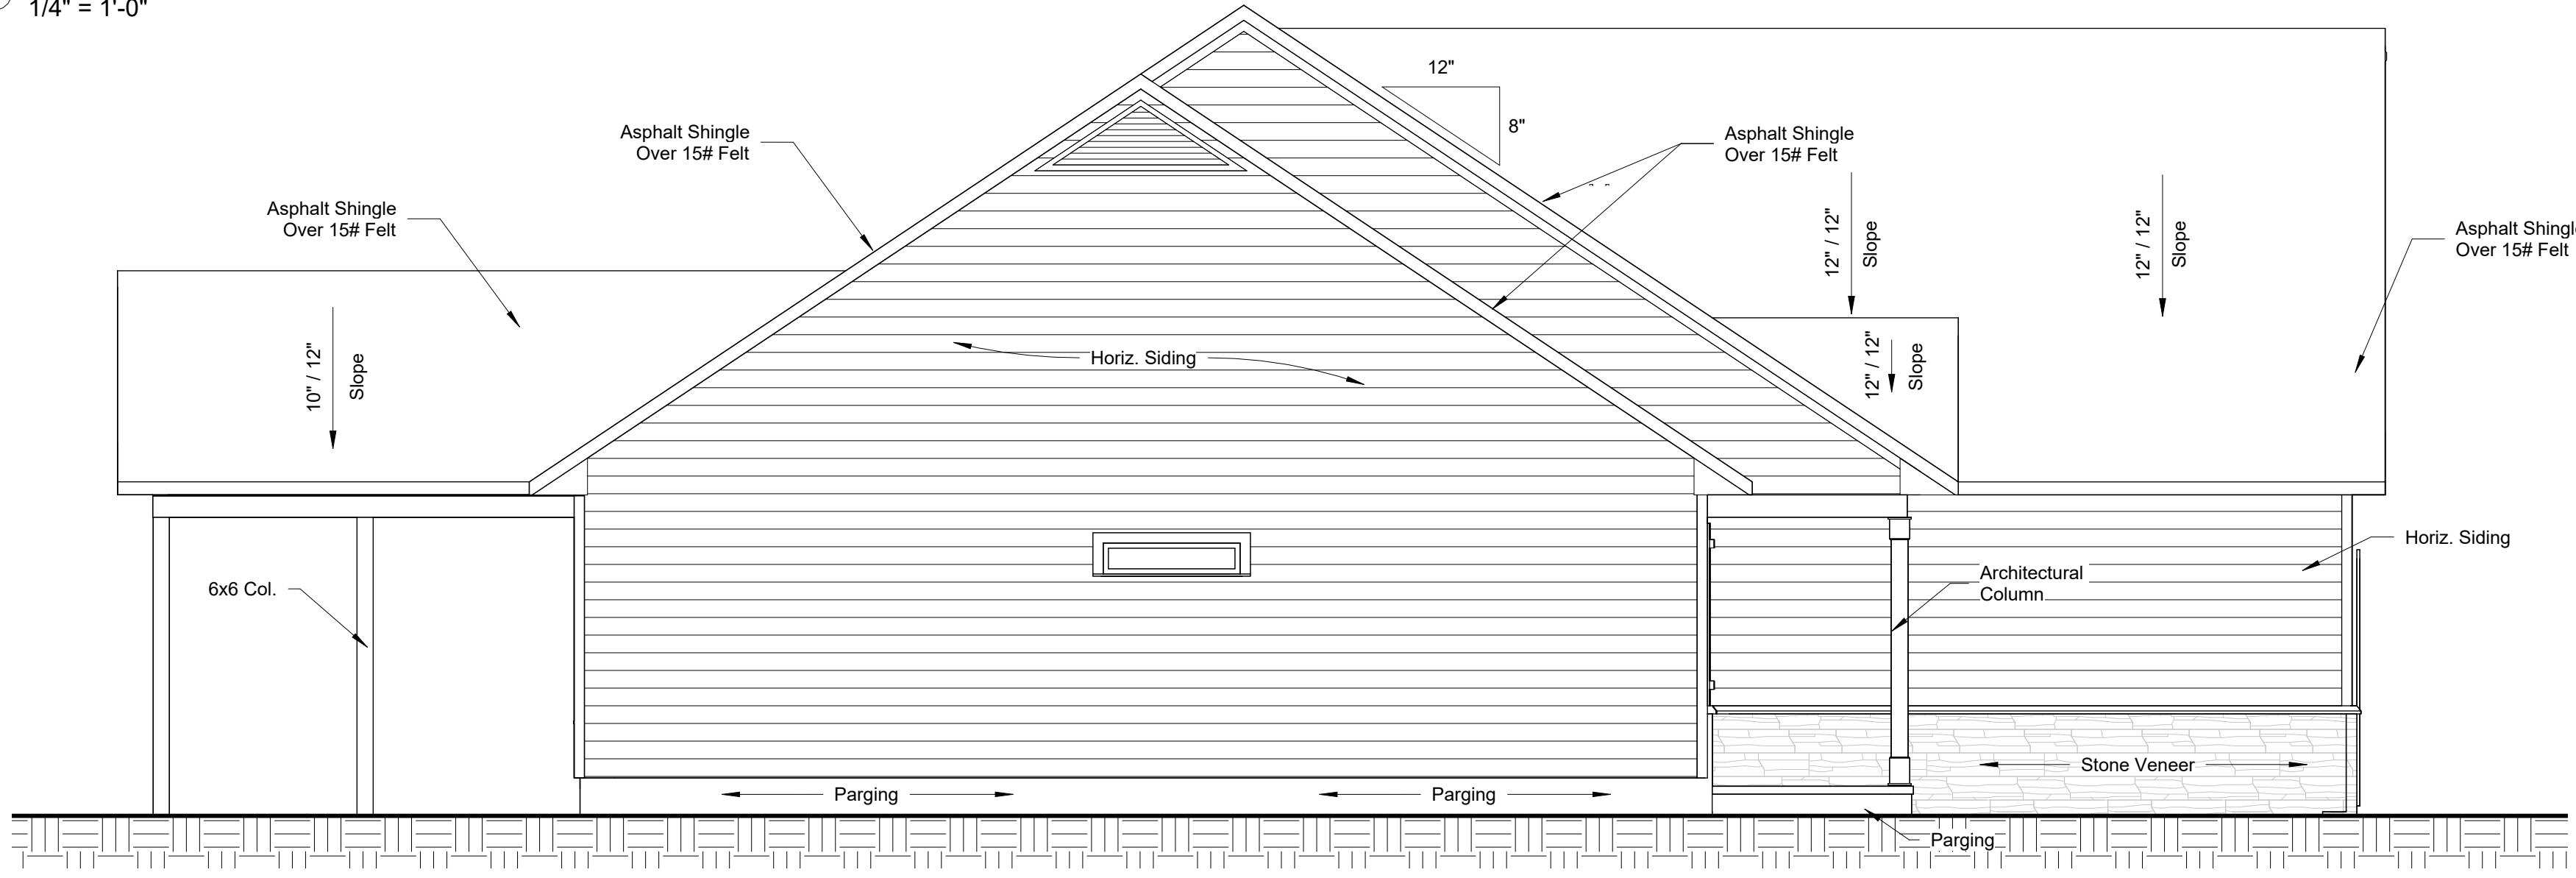 1/4" = 1'-0"
12"
8"
Asphalt Shingle
Over 15# Felt
Asphalt Shingle
Over 15# Felt
Asphalt Shingle
Over 15# Felt
Asphalt Shingl
Over 15# Felt
12" / 12"
Slope
12" / 12"
Slope
10" / 12"
Slope
12" / 12"
Slope
Horiz. Siding
Horiz. Siding
6x6 Col.
Architectural
Column
Stone Veneer
Parging
Parging
Parging